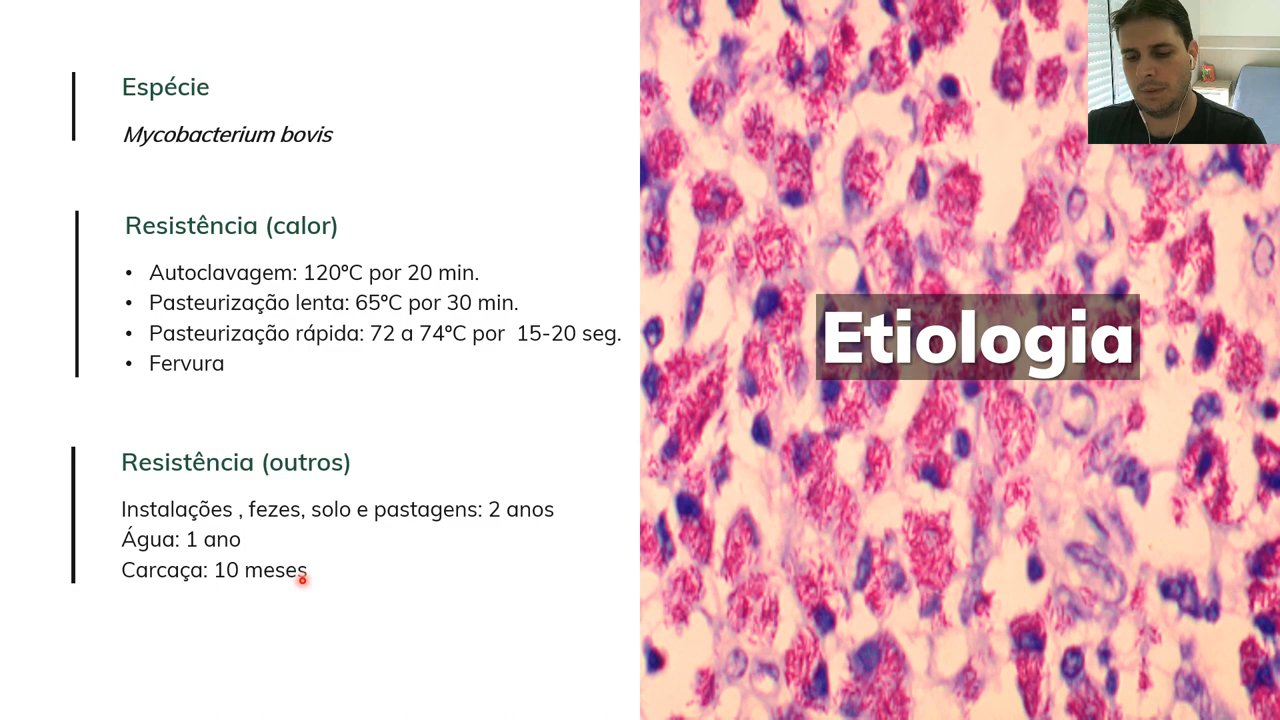 Espécie
Mycobacterium bovis
Resistência (calor)
• Autoclavagem: 120ºC por 20 min.
• Pasteurização lenta: 65ºC por 30 min.
• Pasteurização rápida: 72 a 74ºC por  15-20 seg.
• Fervura
Resistência (outros)
Instalações , fezes, solo e pastagens: 2 anos
Água: 1 ano
Carcaça: 10 meses
Etiologia